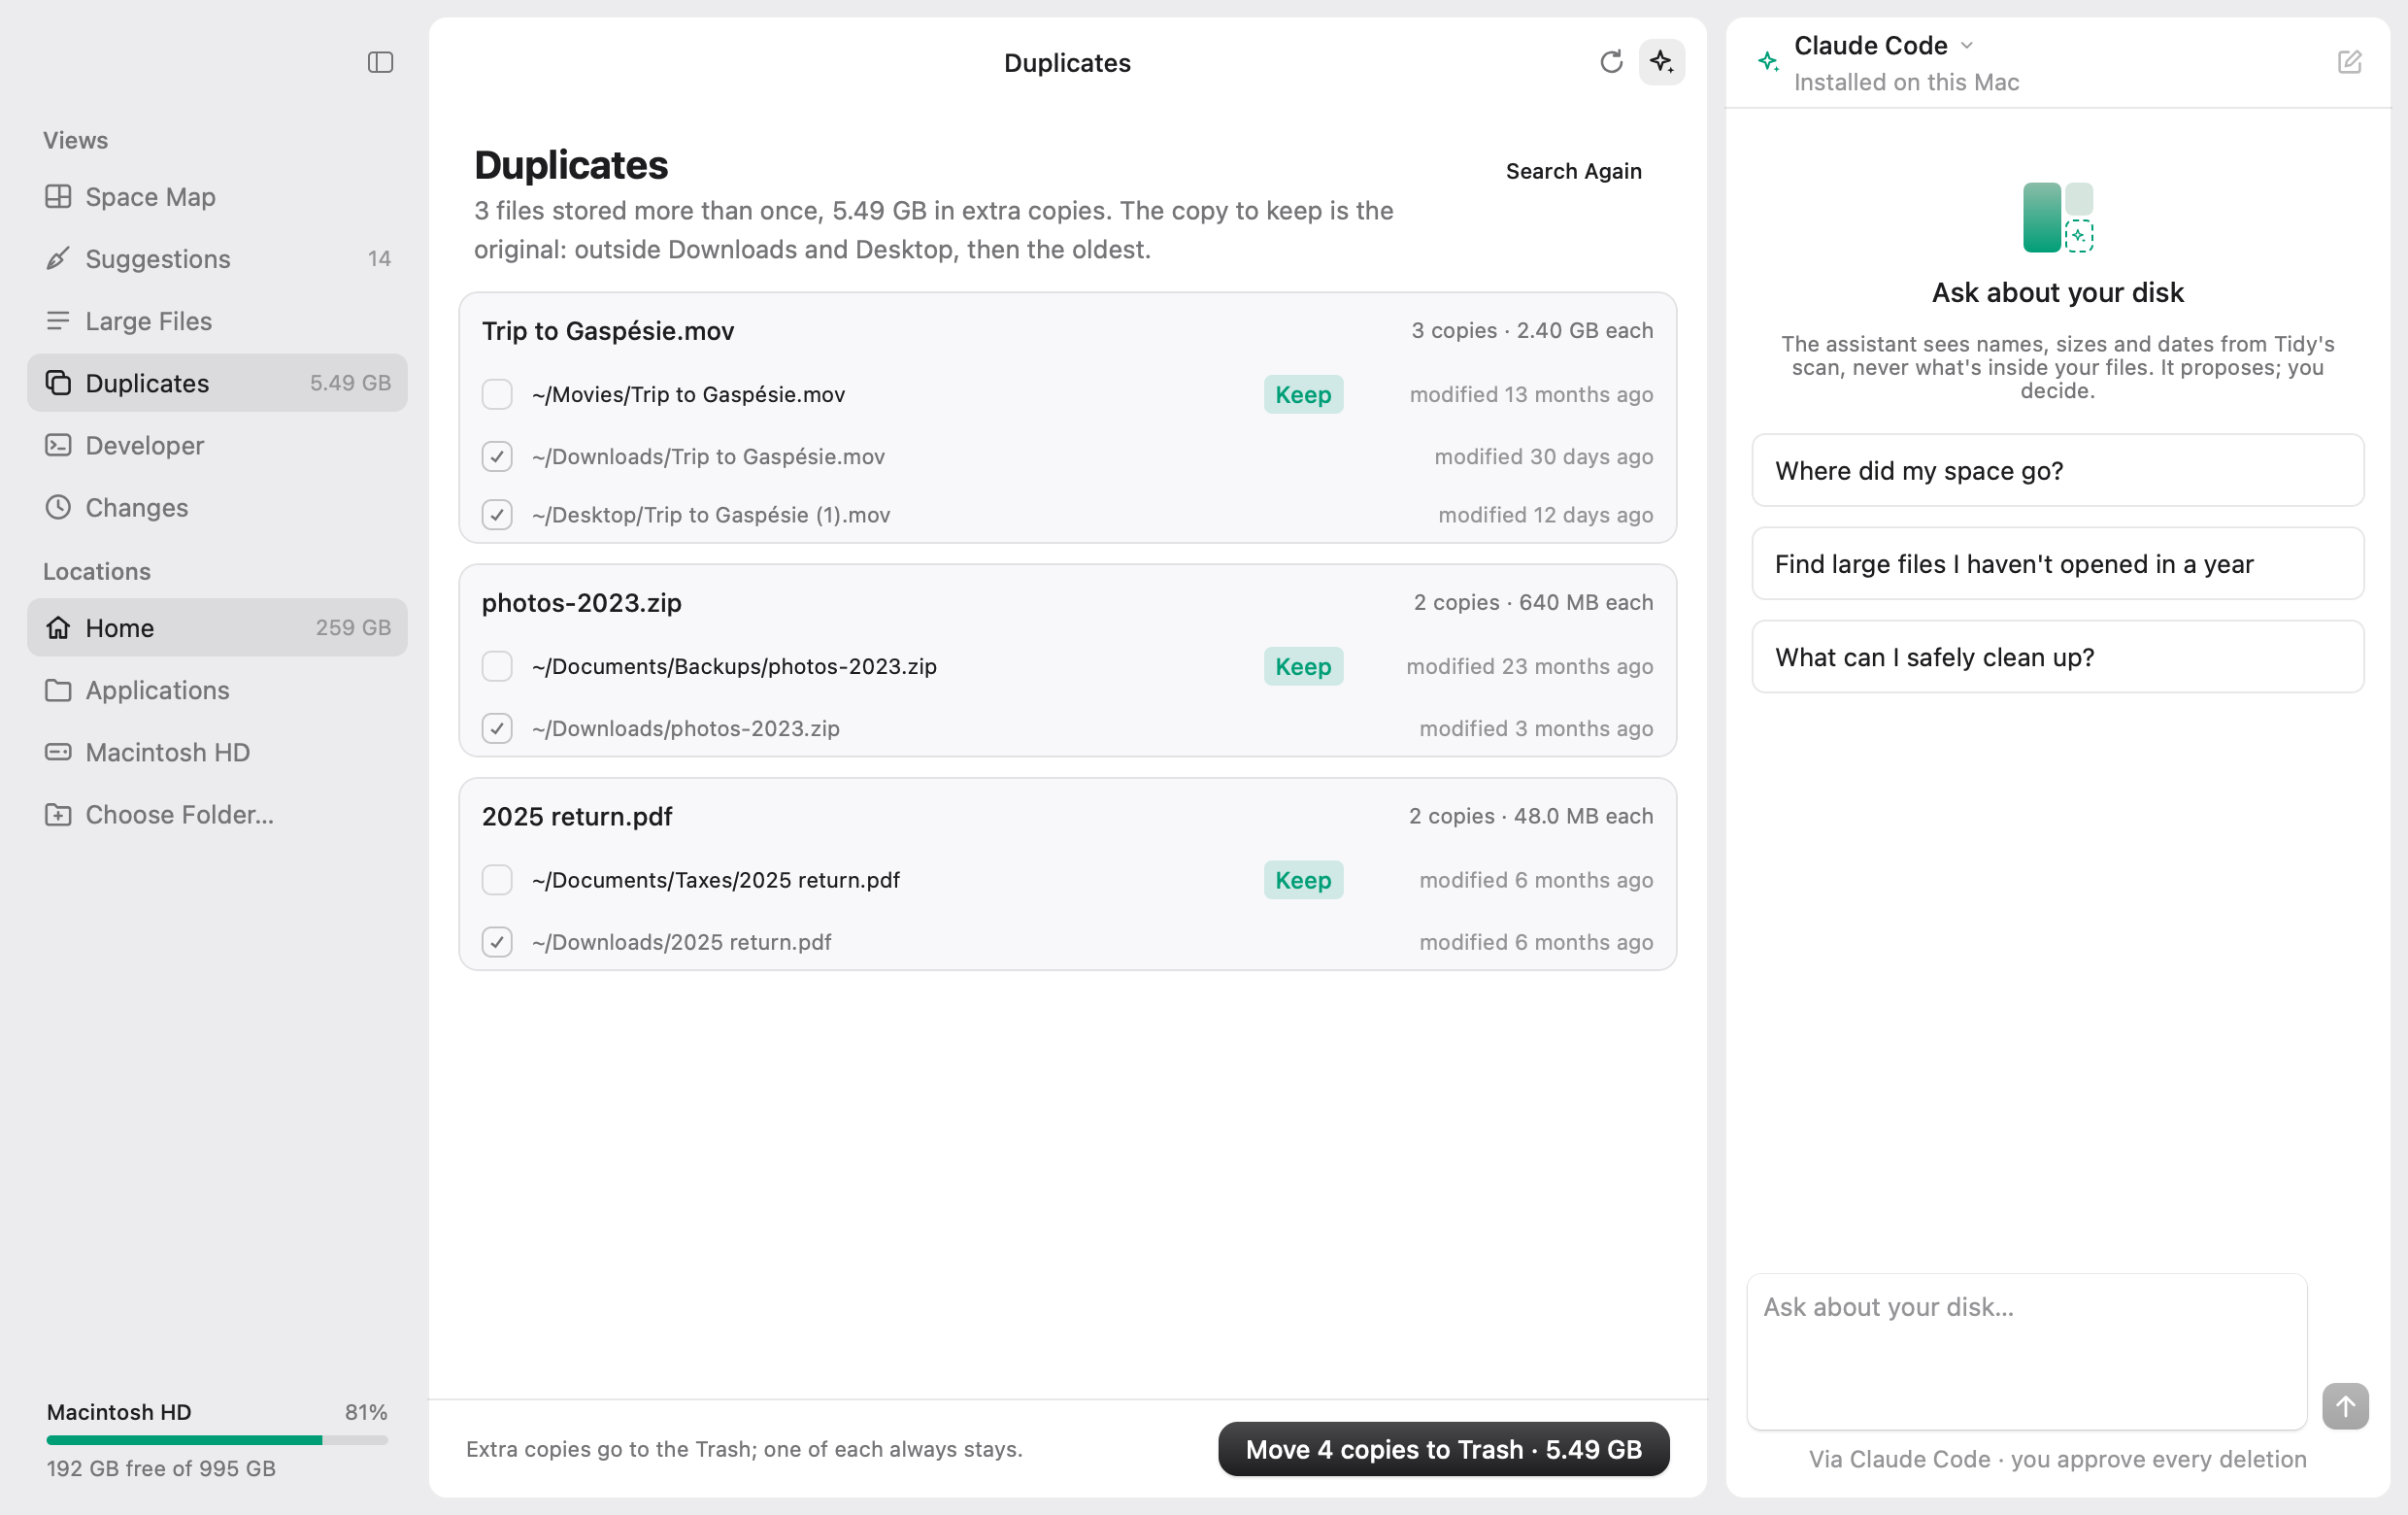 Views
Space Map
Suggestions 14
Large Files
Duplicates 5.49 GB
Developer
Changes
Locations
Home 259 GB
Applications
Macintosh HD
Choose Folder...
Macintosh HD 81%
192 GB free of 995 GB
Duplicates
Duplicates
Search Again
3 files stored more than once, 5.49 GB in extra copies. The copy to keep is the
original: outside Downloads and Desktop, then the oldest.
Trip to Gaspésie.mov 3 copies · 2.40 GB each
~/Movies/Trip to Gaspésie.mov Keep modified 13 months ago
~/Downloads/Trip to Gaspésie.mov modified 30 days ago
~/Desktop/Trip to Gaspésie (1).mov modified 12 days ago
photos-2023.zip 2 copies · 640 MB each
~/Documents/Backups/photos-2023.zip Keep modified 23 months ago
~/Downloads/photos-2023.zip modified 3 months ago
2025 return.pdf 2 copies · 48.0 MB each
~/Documents/Taxes/2025 return.pdf Keep modified 6 months ago
~/Downloads/2025 return.pdf modified 6 months ago
Extra copies go to the Trash; one of each always stays.
Move 4 copies to Trash · 5.49 GB
Claude Code
Installed on this Mac
Ask about your disk
The assistant sees names, sizes and dates from Tidy's
scan, never what's inside your files. It proposes; you
decide.
Where did my space go?
Find large files I haven't opened in a year
What can I safely clean up?
Ask about your disk...
Via Claude Code · you approve every deletion